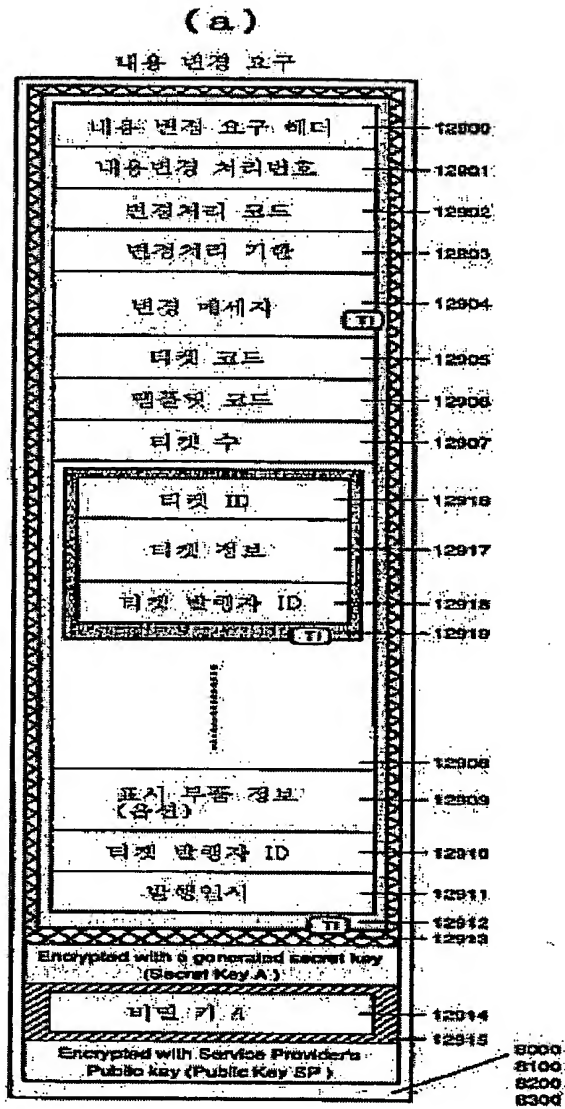 (a)
내용 변경 요구
내용 변경 요구 헤더 12900
내용변경 처리번호 12901
변경처리 코드 12902
변경처리 기한 12903
변경 메세지 12904
TI
티켓 코드 12905
템플릿 코드 12906
티켓 수 12907
티켓 ID 12916
티켓 정보 12917
티켓 발행자 ID 12918
TI 12919
12908
표시 부품 정보 12909
(옵션)
티켓 발행자 ID 12910
발행일시 12911
TI 12912
12913
Encrypted with a generated secret key
(Secret Key A)
비밀 키 A 12914
12915
Encrypted with Service Provider's
Public key (Public Key SP)
8000
8100
8200
8300